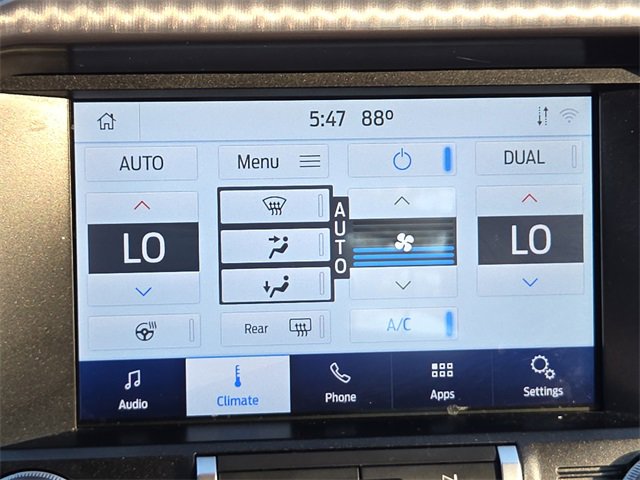 5:47 88°
AUTO
Menu
DUAL
LO
AUTO
LO
Rear
A/C
Audio
Climate
Phone
Apps
Settings